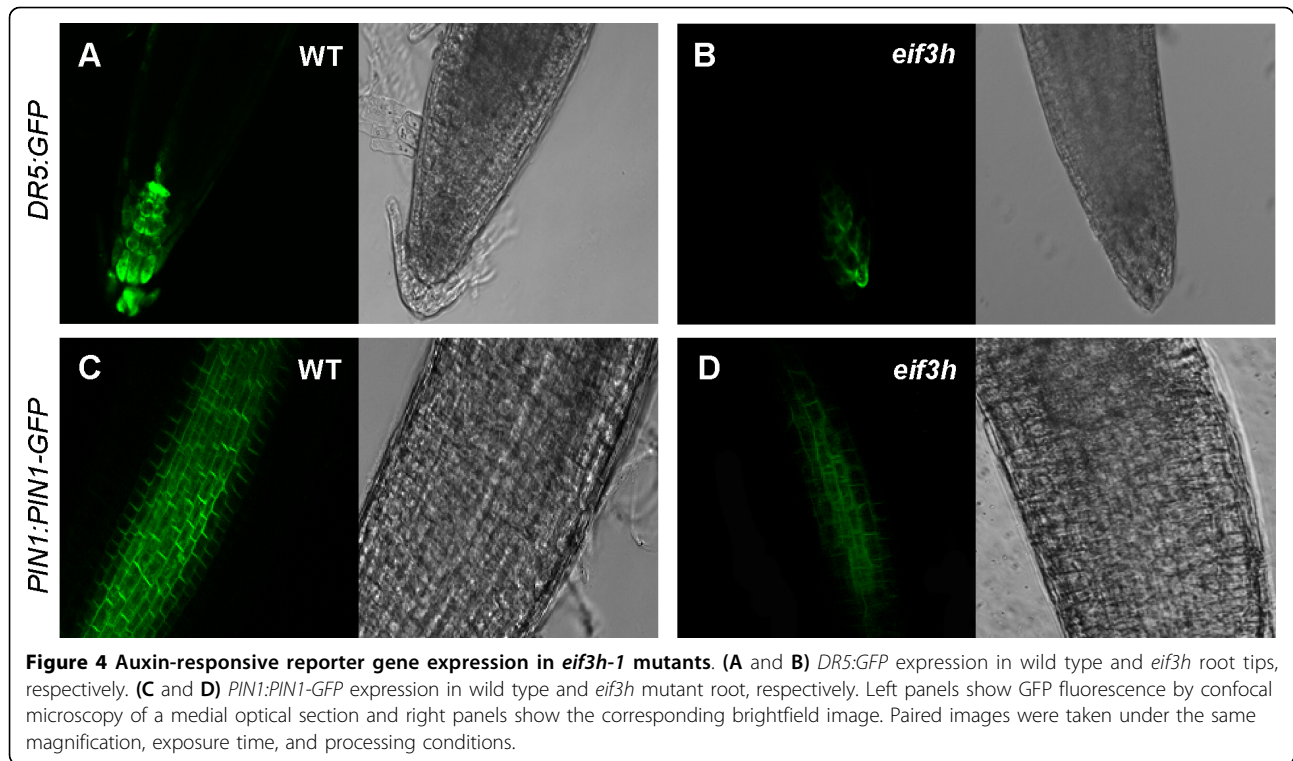 A WT
B eif3h
DR5:GFP
C WT
D eif3h
PIN1:PIN1-GFP
Figure 4 Auxin-responsive reporter gene expression in eif3h-1 mutants. (A and B) DR5:GFP expression in wild type and eif3h root tips,
respectively. (C and D) PIN1:PIN1-GFP expression in wild type and eif3h mutant root, respectively. Left panels show GFP fluorescence by confocal
microscopy of a medial optical section and right panels show the corresponding brightfield image. Paired images were taken under the same
magnification, exposure time, and processing conditions.